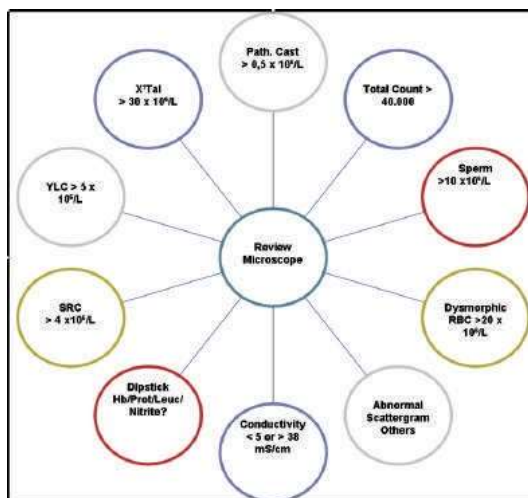 Path. Cast
> 0,5 x 10⁶/L
Total Count >
40.000
Sperm
>10 x10⁶/L
Dysmorphic
RBC >20 x
10⁶/L
Abnormal
Scattergram
Others
Conductivity
< 5 or > 38
mS/cm
Dipstick
Hb/Prot/Leuc/
Nitrite?
SRC
> 4 x10⁶/L
YLC > 5 x
10⁶/L
X'Tal
> 30 x 10⁶/L
Review
Microscope